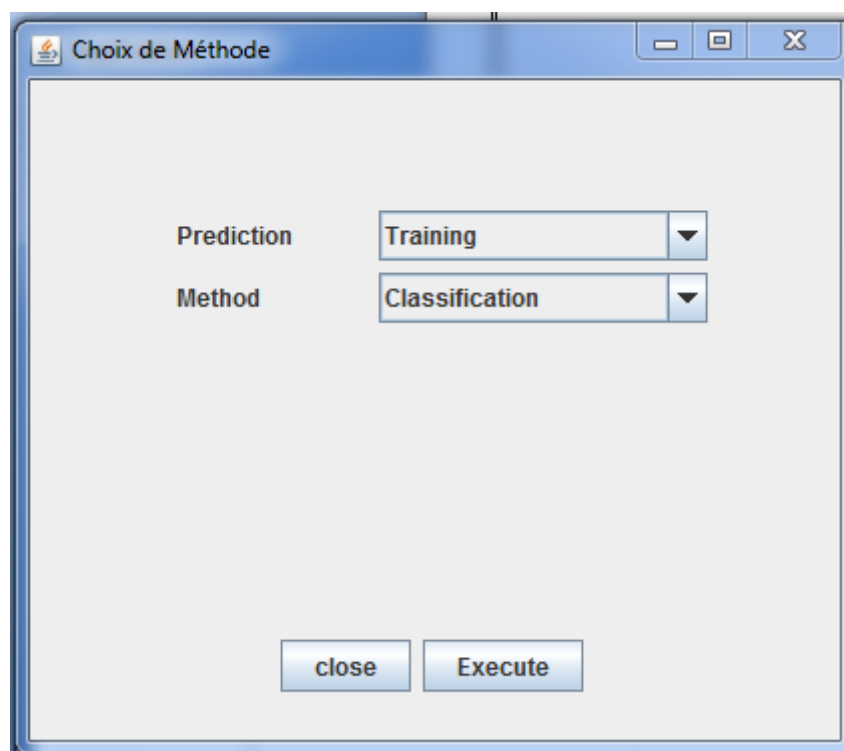 Choix de Méthode
Prediction Training
Method Classification
close Execute